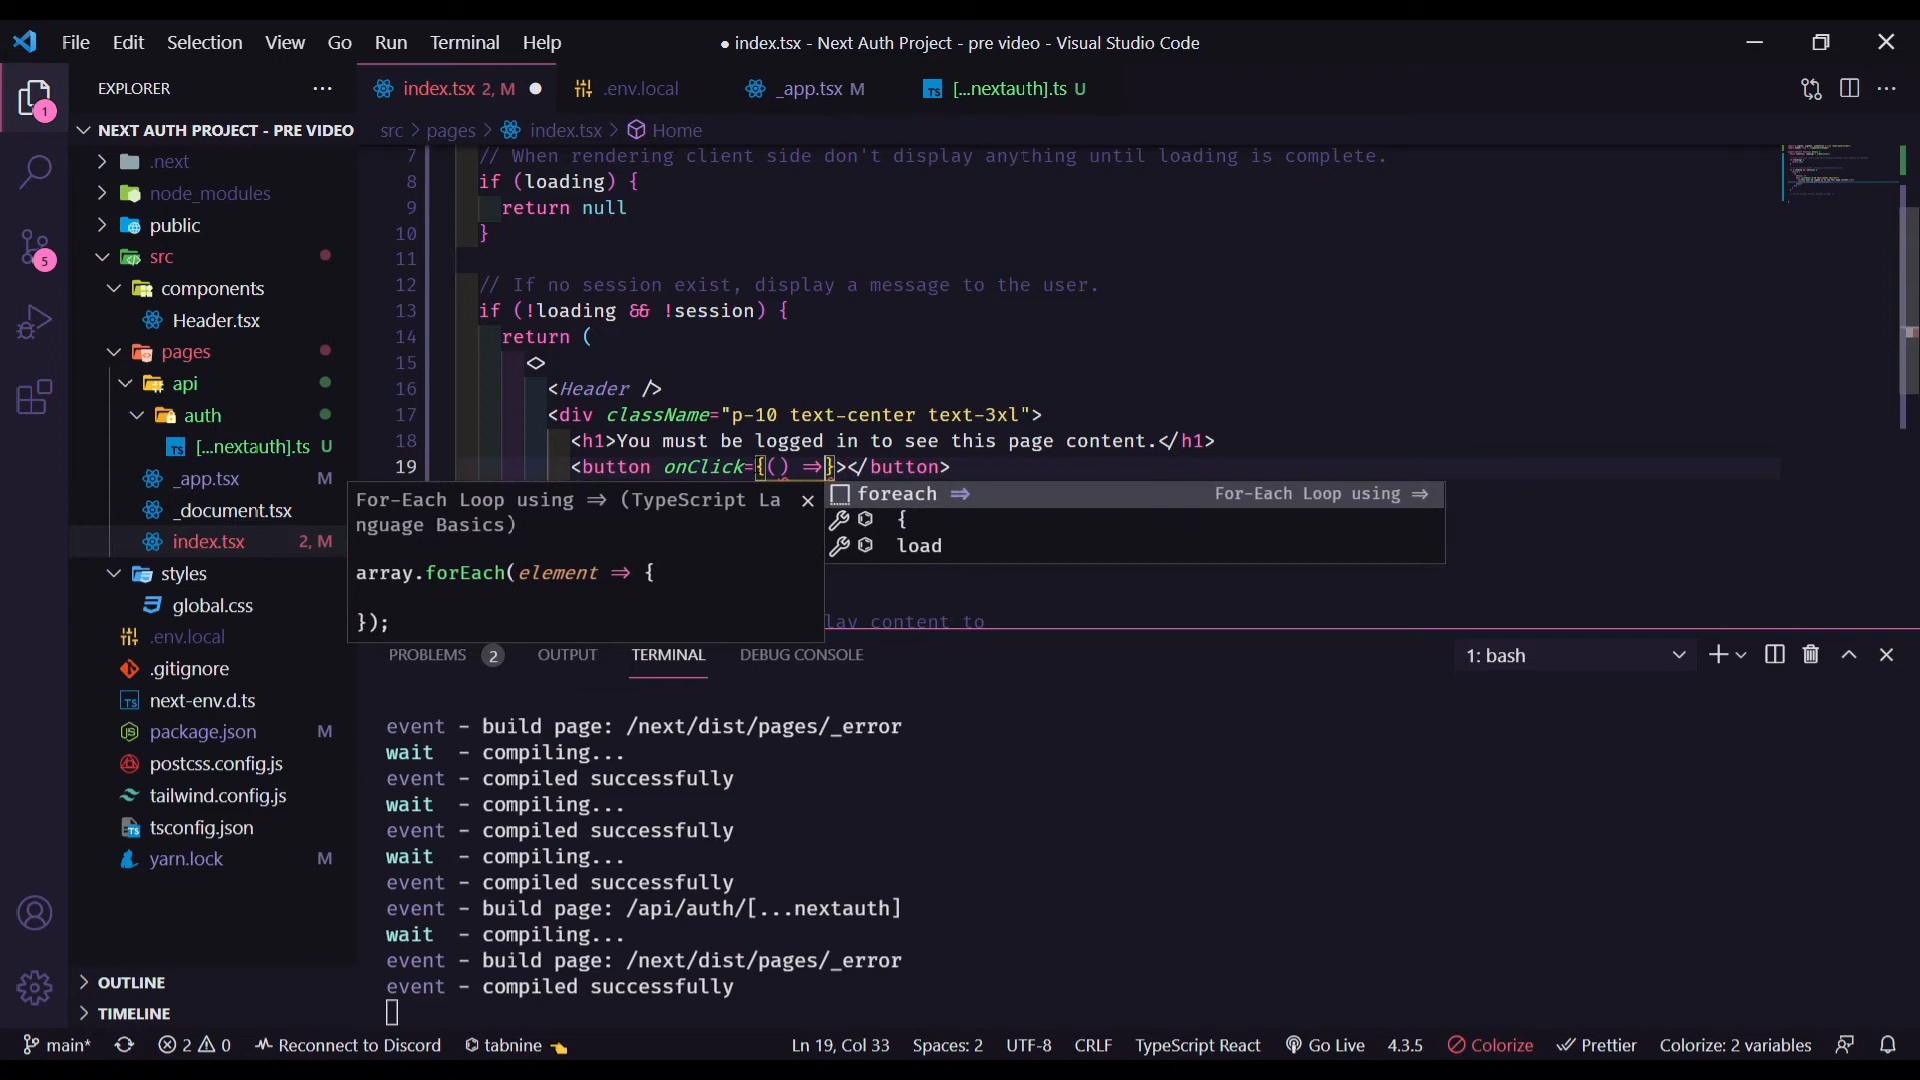 File Edit Selection View Go Run Terminal Help
● index.tsx - Next Auth Project - pre video - Visual Studio Code
EXPLORER ...
index.tsx 2, M
.env.local
_app.tsx M
TS [...nextauth].ts U
1
NEXT AUTH PROJECT - PRE VIDEO
src > pages > index.tsx > Home
.next
node_modules
public
src
components
Header.tsx
pages
api
auth
TS [...nextauth].ts U
_app.tsx M
_document.tsx
index.tsx 2, M
styles
global.css
.env.local
.gitignore
TS next-env.d.ts
package.json M
postcss.config.js
tailwind.config.js
tsconfig.json
yarn.lock M
OUTLINE
TIMELINE
5
7 // When rendering client side don't display anything until loading is complete.
8 if (loading) {
9 return null
10 }
11
12 // If no session exist, display a message to the user.
13 if (!loading && !session) {
14 return (
15 <>
16 <Header />
17 <div className="p-10 text-center text-3xl">
18 <h1>You must be logged in to see this page content.</h1>
19 <button onClick={() =>}></button>
For-Each Loop using => (TypeScript La
nguage Basics)
array.forEach(element => {
});
foreach => For-Each Loop using =>
{
load
lay content to
PROBLEMS 2 OUTPUT TERMINAL DEBUG CONSOLE
1: bash
event - build page: /next/dist/pages/_error
wait - compiling...
event - compiled successfully
wait - compiling...
event - compiled successfully
wait - compiling...
event - compiled successfully
event - build page: /api/auth/[...nextauth]
wait - compiling...
event - build page: /next/dist/pages/_error
event - compiled successfully
main* 2 0 Reconnect to Discord tabnine Ln 19, Col 33 Spaces: 2 UTF-8 CRLF TypeScript React Go Live 4.3.5 Colorize Prettier Colorize: 2 variables